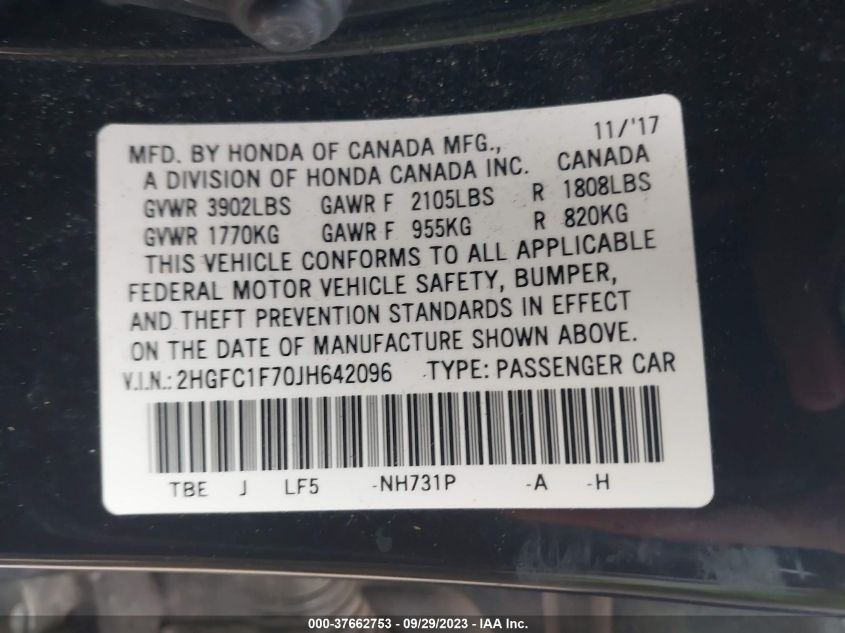 11/'17
MFD. BY HONDA OF CANADA MFG.,
A DIVISION OF HONDA CANADA INC. CANADA
GVWR 3902LBS GAWR F 2105LBS R 1808LBS
GVWR 1770KG GAWR F 955KG R 820KG
THIS VEHICLE CONFORMS TO ALL APPLICABLE
FEDERAL MOTOR VEHICLE SAFETY, BUMPER,
AND THEFT PREVENTION STANDARDS IN EFFECT
ON THE DATE OF MANUFACTURE SHOWN ABOVE.
V.I.N.: 2HGFC1F70JH642096 TYPE: PASSENGER CAR
TBE J LF5 -NH731P -A -H
000-37662753 - 09/29/2023 - IAA Inc.